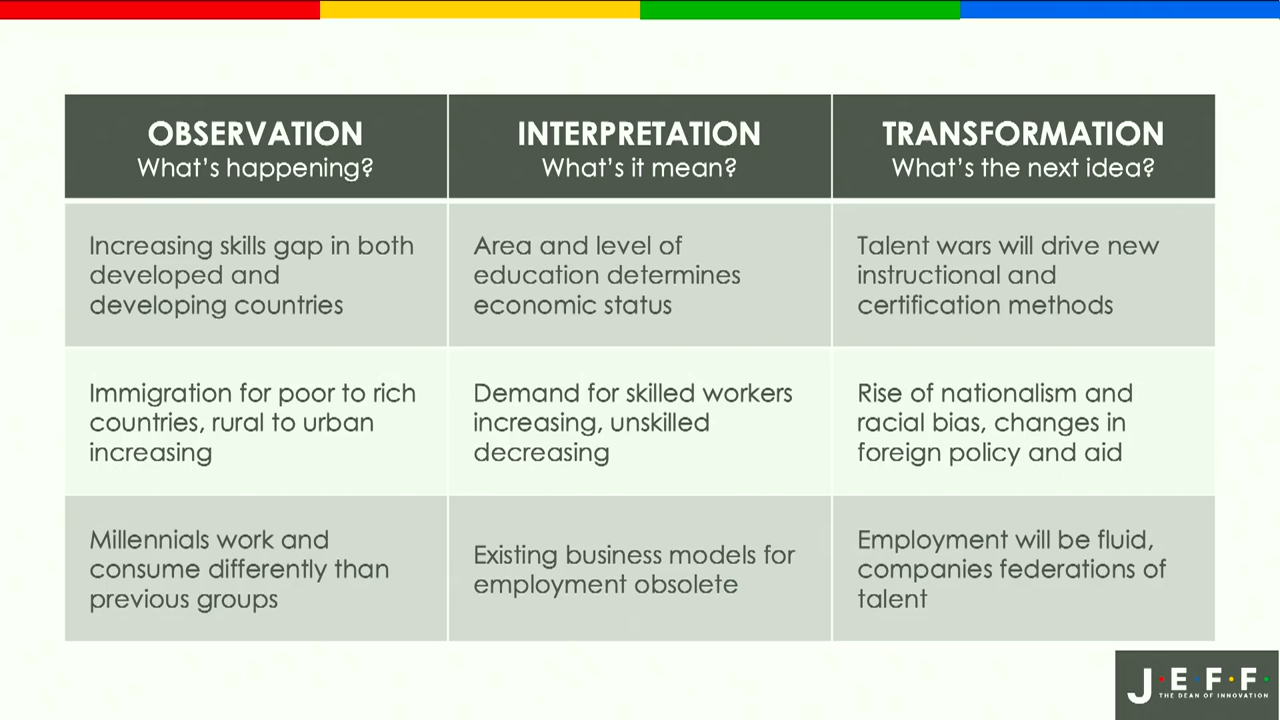 OBSERVATION
What's happening?
INTERPRETATION
What's it mean?
TRANSFORMATION
What's the next idea?
Increasing skills gap in both
developed and
developing countries
Area and level of
education determines
economic status
Talent wars will drive new
instructional and
certification methods
Immigration for poor to rich
countries, rural to urban
increasing
Demand for skilled workers
increasing, unskilled
decreasing
Rise of nationalism and
racial bias, changes in
foreign policy and aid
Millennials work and
consume differently than
previous groups
Existing business models for
employment obsolete
Employment will be fluid,
companies federations of
talent
J·E·F·F·
THE DEAN OF INNOVATION